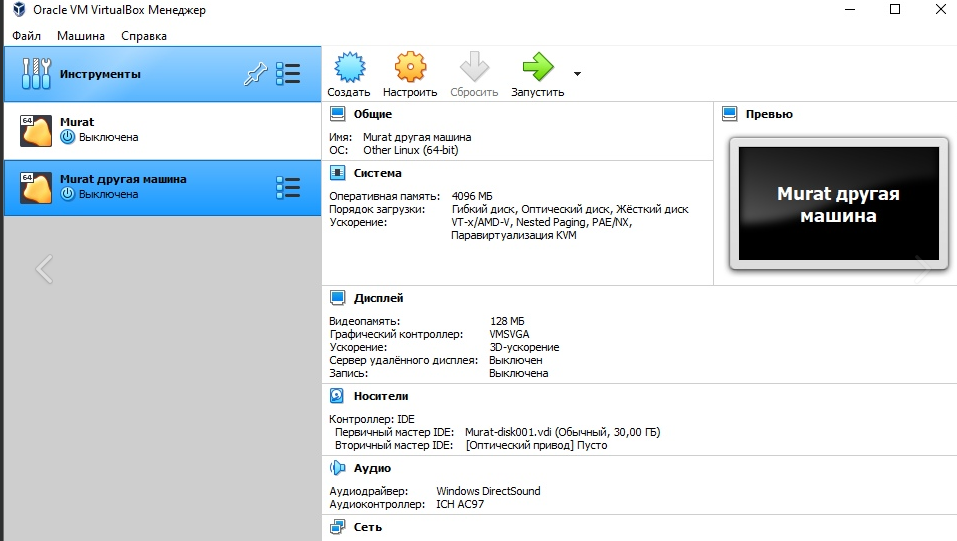 Oracle VM VirtualBox Менеджер
Файл Машина Справка
Инструменты
Создать Настроить Сбросить Запустить
64
Murat
Выключена
64
Murat другая машина
Выключена
Общие
Имя: Murat другая машина
ОС: Other Linux (64-bit)
Превью
Murat другая
машина
Система
Оперативная память: 4096 МБ
Порядок загрузки: Гибкий диск, Оптический диск, Жёсткий диск
Ускорение: VT-x/AMD-V, Nested Paging, PAE/NX,
Паравиртуализация KVM
Дисплей
Видеопамять: 128 МБ
Графический контроллер: VMSVGA
Ускорение: 3D-ускорение
Сервер удалённого дисплея: Выключен
Запись: Выключена
Носители
Контроллер: IDE
Первичный мастер IDE: Murat-disk001.vdi (Обычный, 30,00 ГБ)
Вторичный мастер IDE: [Оптический привод] Пусто
Аудио
Аудиодрайвер: Windows DirectSound
Аудиоконтроллер: ICH AC97
Сеть